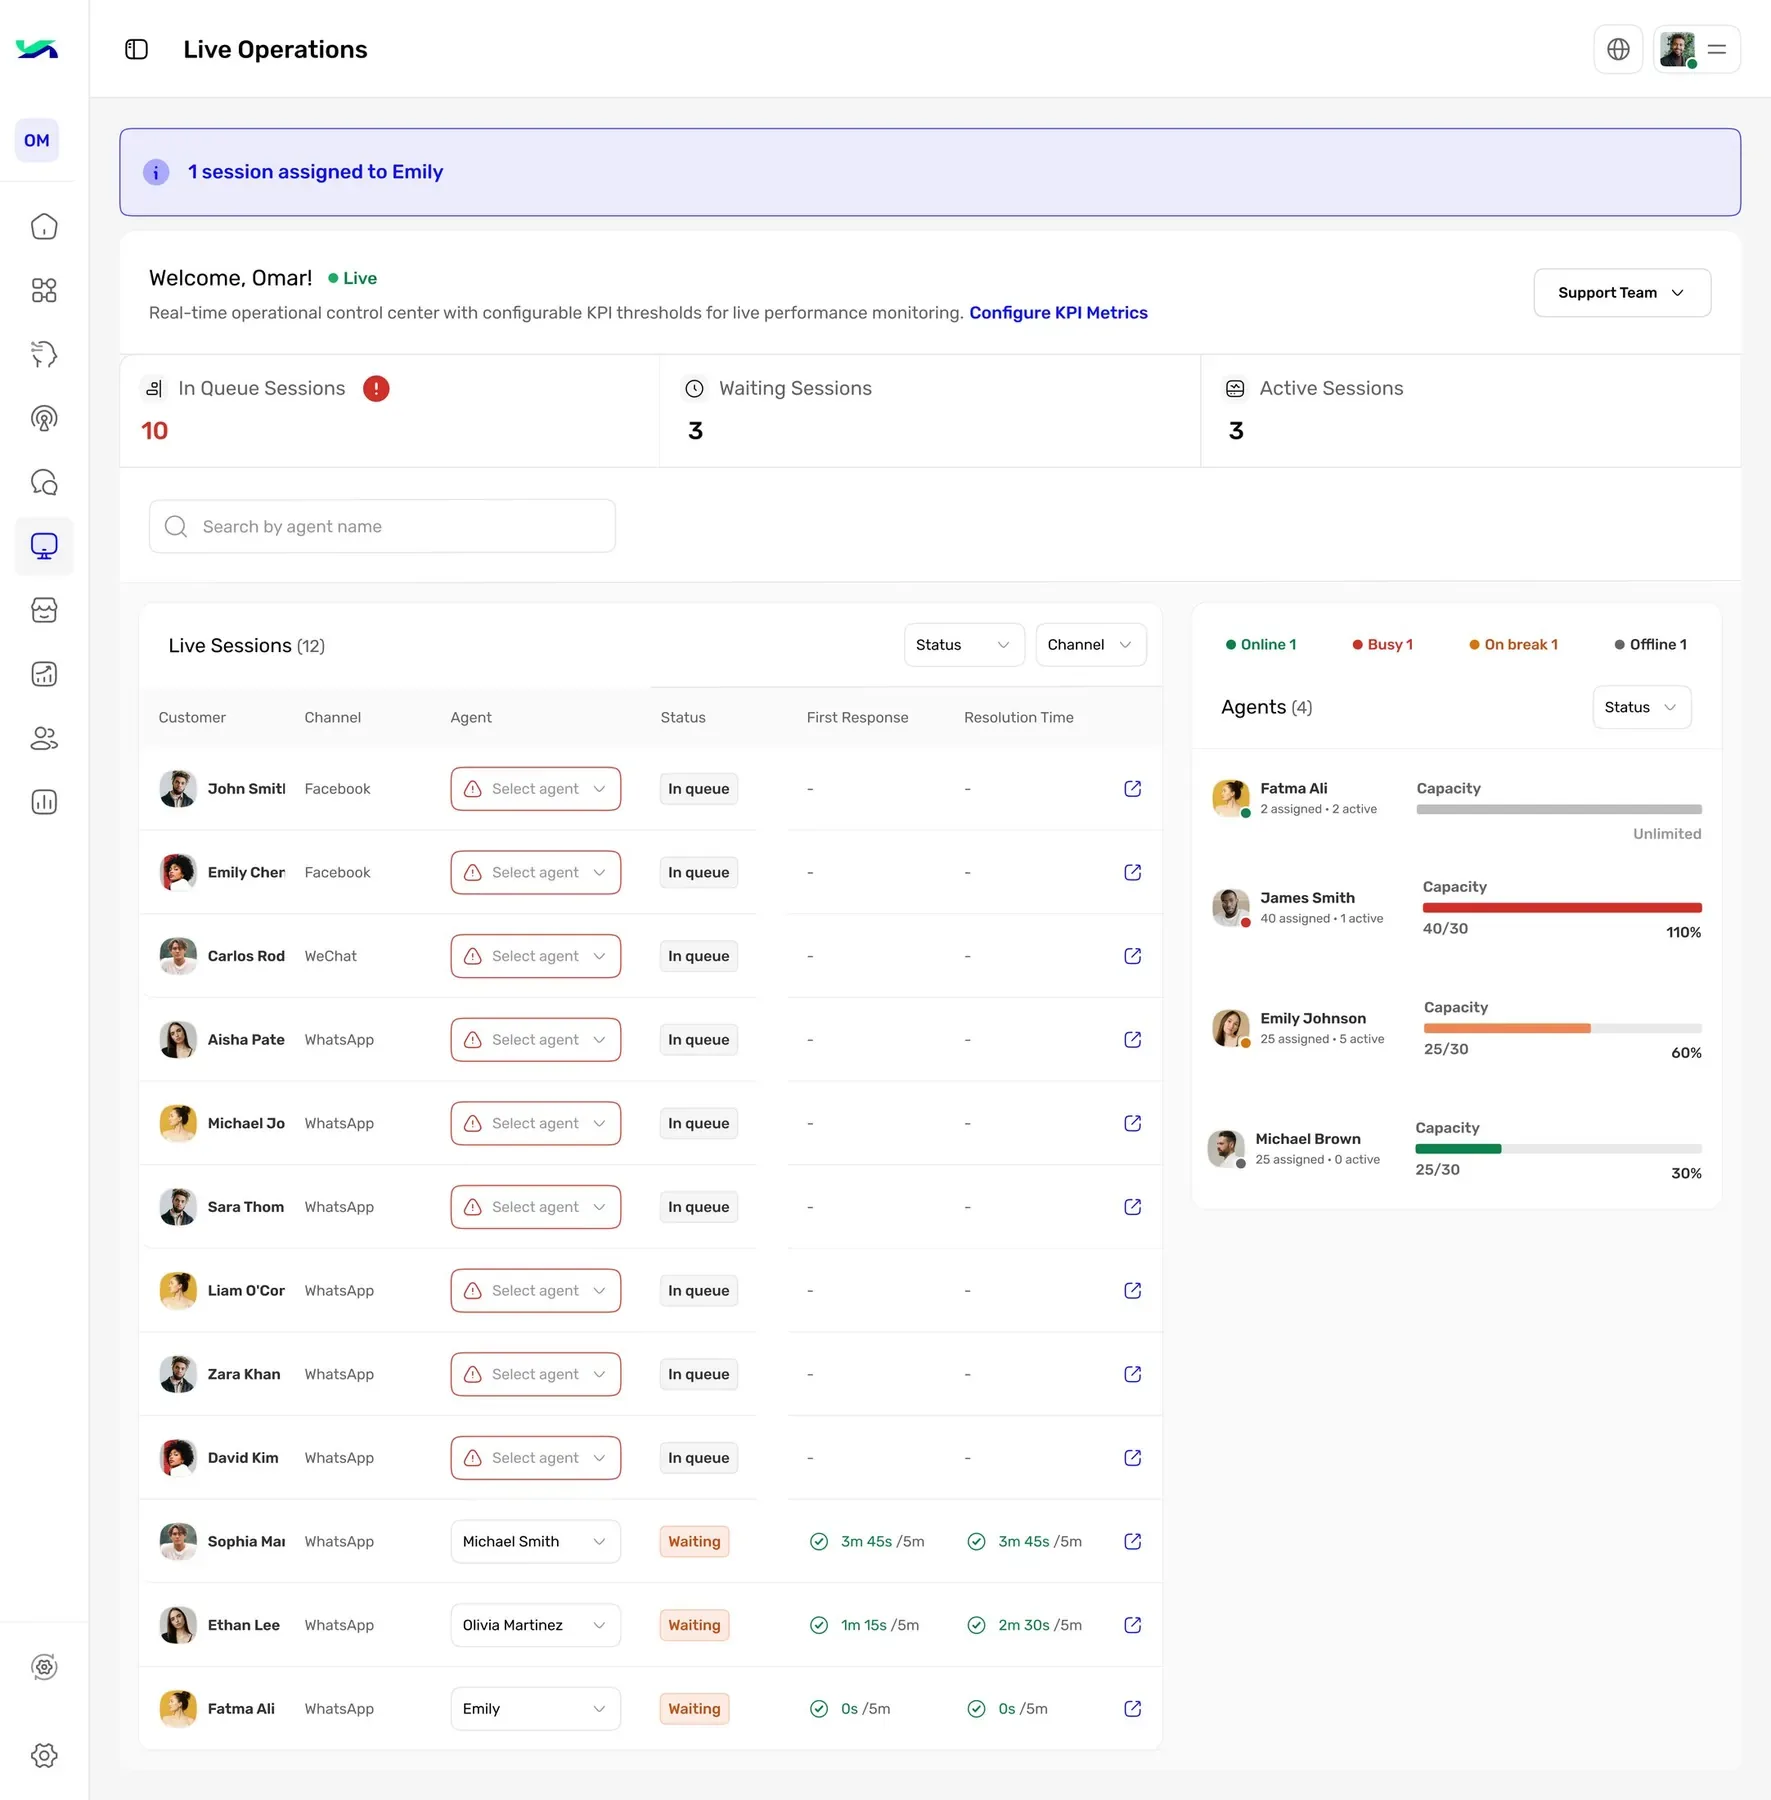 Live Operations
OM
1 session assigned to Emily
Welcome, Omar! Live
Real-time operational control center with configurable KPI thresholds for live performance monitoring. Configure KPI Metrics
Support Team
In Queue Sessions
10
Waiting Sessions
3
Active Sessions
3
Search by agent name
Live Sessions (12)
Status
Channel
Customer Channel Agent Status First Response Resolution Time
John Smitl Facebook Select agent In queue - -
Emily Cher Facebook Select agent In queue - -
Carlos Rod WeChat Select agent In queue - -
Aisha Pate WhatsApp Select agent In queue - -
Michael Jo WhatsApp Select agent In queue - -
Sara Thom WhatsApp Select agent In queue - -
Liam O'Cor WhatsApp Select agent In queue - -
Zara Khan WhatsApp Select agent In queue - -
David Kim WhatsApp Select agent In queue - -
Sophia Mar WhatsApp Michael Smith Waiting 3m 45s /5m 3m 45s /5m
Ethan Lee WhatsApp Olivia Martinez Waiting 1m 15s /5m 2m 30s /5m
Fatma Ali WhatsApp Emily Waiting 0s /5m 0s /5m
Online 1 Busy 1 On break 1 Offline 1
Agents (4)
Status
Fatma Ali
2 assigned • 2 active
Capacity
Unlimited
James Smith
40 assigned • 1 active
Capacity
40/30 110%
Emily Johnson
25 assigned • 5 active
Capacity
25/30 60%
Michael Brown
25 assigned • 0 active
Capacity
25/30 30%